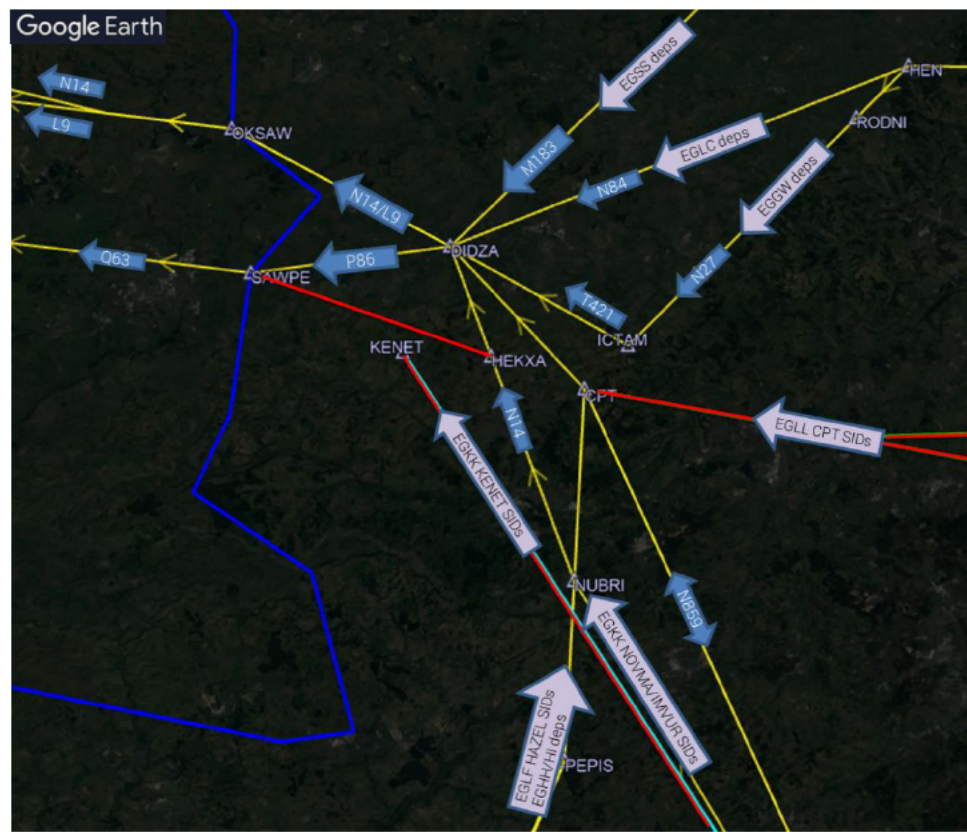 Google Earth
N14
L9
OKSAW
EGSS deps
HEN
RODNI
M183
EGLC deps
N84
EGGW deps
N14/L9
Q63
SAWPE
P86
DIDZA
N27
T421
ICTAM
KENET
HEKXA
CPT
N14
EGLL CPT SIDs
EGKK KENET SIDs
NUBRI
N859
EGKK NOVMA/IMVUR SIDs
EGLF HAZEL SIDs
EGHH/HI deps
PEPIS